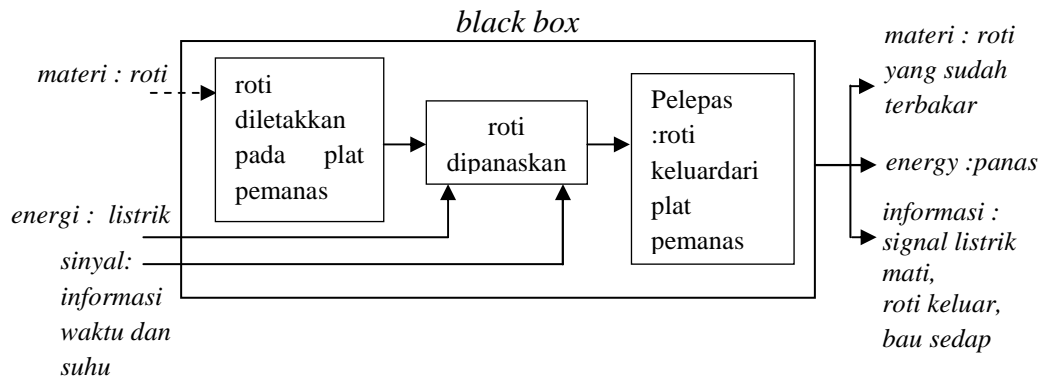 black box
materi : roti
energi : listrik
sinyal:
informasi
waktu dan
suhu
roti
diletakkan
pada plat
pemanas
roti
dipanaskan
Pelepas
:roti
keluardari
plat
pemanas
materi : roti
yang sudah
terbakar
energy :panas
informasi :
signal listrik
mati,
roti keluar,
bau sedap